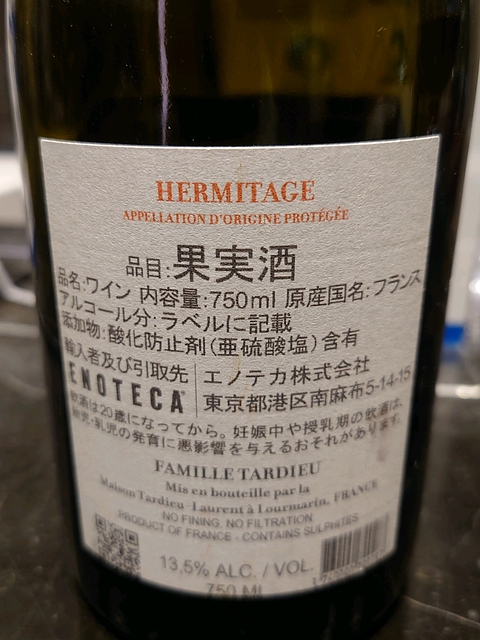 HERMITAGE
APPELLATION D'ORIGINE PROTÉGÉE
品目:果実酒
品名:ワイン 内容量:750ml 原産国名:フランス
アルコール分:ラベルに記載
添加物:酸化防止剤(亜硫酸塩)含有
輸入者及び引取先
ENOTECA
エノテカ株式会社
東京都港区南麻布5-14-15
飲酒は20歳になってから。妊娠中や授乳期の飲酒は、
胎児・乳児の発育に悪影響を与えるおそれがあります。
FAMILLE TARDIEU
Mis en bouteille par la
Maison Tardieu-Laurent à Lourmarin, FRANCE
NO FINING. NO FILTRATION
PRODUCT OF FRANCE - CONTAINS SULPHITES
13,5% ALC. / VOL.
750 ML